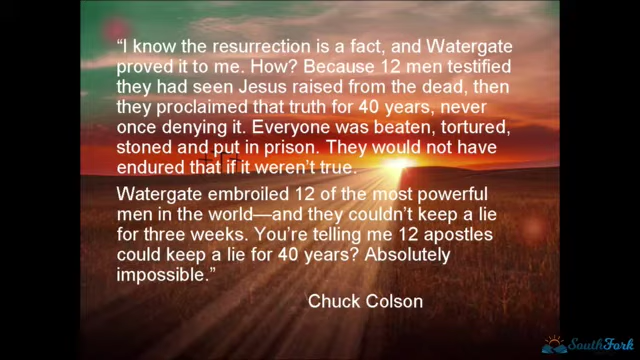 “I know the resurrection is a fact, and Watergate
proved it to me. How? Because 12 men testified
they had seen Jesus raised from the dead, then
they proclaimed that truth for 40 years, never
once denying it. Everyone was beaten, tortured,
stoned and put in prison. They would not have
endured that if it weren’t true.
Watergate embroiled 12 of the most powerful
men in the world—and they couldn’t keep a lie
for three weeks. You’re telling me 12 apostles
could keep a lie for 40 years? Absolutely
impossible.”
Chuck Colson
SouthFork